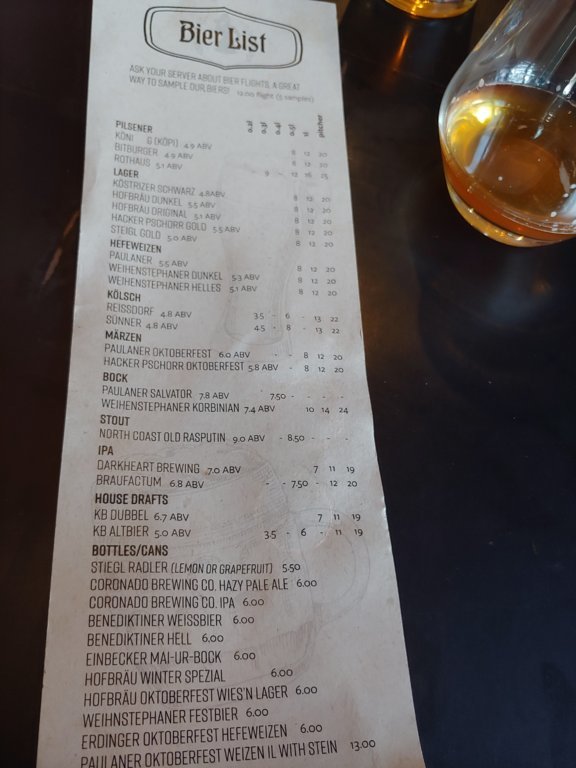 Bier List
ASK YOUR SERVER ABOUT BIER FLIGHTS, A GREAT
WAY TO SAMPLE OUR BIERS! 12.00 flight (5 samples)
pitcher
PILSENER
(KÖPI) 4.9 ABV 8 12 20
BITBURGER 4.9 ABV 8 12 20
ROTHAUS 5.1 ABV - 9 - 12 16 25
LAGER
KÖSTRIZER SCHWARZ 4.8ABV 8 12 20
HOFBRÄU DUNKEL 5.5 ABV 8 12 20
HOFBRÄU ORIGINAL 5.1 ABV 8 12 20
HACKER PSCHORR GOLD 5.5 ABV 8 12 20
STEIGL GOLD 5.0 ABV 8 12 20
HEFEWEIZEN
PAULANER 5.5 ABV 8 12 20
WEIHENSTEPHANER DUNKEL 5.3 ABV 8 12 20
WEIHENSTEPHANER HELLES 5.1 ABV 8 12 20
KÖLSCH
REISSDORF 4.8 ABV 3.5 - 6 - 13 22
SÜNNER 4.8 ABV 4.5 - 8 - 13 22
MÄRZEN
PAULANER OKTOBERFEST 6.0 ABV - - 8 12 20
HACKER PSCHORR OKTOBERFEST 5.8 ABV - 8 12 20
BOCK
PAULANER SALVATOR 7.8 ABV 7.50 - - - -
WEIHENSTEPHANER KORBINIAN 7.4 ABV 10 14 24
STOUT
NORTH COAST OLD RASPUTIN 9.0 ABV - 8.50 - - - -
IPA
DARKHEART BREWING 7.0 ABV 7 11 19
BRAUFACTUM 6.8 ABV - - 7.50 - 12 20
HOUSE DRAFTS
KB DUBBEL 6.7 ABV 7 11 19
KB ALTBIER 5.0 ABV 3.5 - 6 - 11 19
BOTTLES/CANS
STIEGL RADLER (LEMON OR GRAPEFRUIT) 5.50
CORONADO BREWING CO. HAZY PALE ALE 6.00
CORONADO BREWING CO. IPA 6.00
BENEDIKTINER WEISSBIER 6.00
BENEDIKTINER HELL 6.00
EINBECKER MAI-UR-BOCK 6.00
HOFBRÄU WINTER SPEZIAL 6.00
HOFBRÄU OKTOBERFEST WIES'N LAGER 6.00
WEIHNSTEPHANER FESTBIER 6.00
ERDINGER OKTOBERFEST HEFEWEIZEN 6.00
PAULANER OKTOBERFEST WEIZEN 1L WITH STEIN 13.00